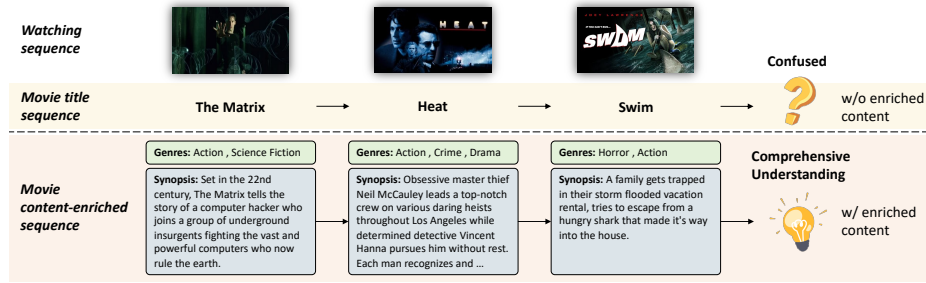 Watching
sequence
HEAT
SWIM
Confused
Movie title
sequence
The Matrix
Heat
Swim
w/o enriched
content
Movie
content-enriched
sequence
Genres: Action , Science Fiction
Synopsis: Set in the 22nd
century, The Matrix tells the
story of a computer hacker who
joins a group of underground
insurgents fighting the vast and
powerful computers who now
rule the earth.
Genres: Action , Crime , Drama
Synopsis: Obsessive master thief
Neil McCauley leads a top-notch
crew on various daring heists
throughout Los Angeles while
determined detective Vincent
Hanna pursues him without rest.
Each man recognizes and ...
Genres: Horror , Action
Synopsis: A family gets trapped
in their storm flooded vacation
rental, tries to escape from a
hungry shark that made it's way
into the house.
Comprehensive
Understanding
w/ enriched
content